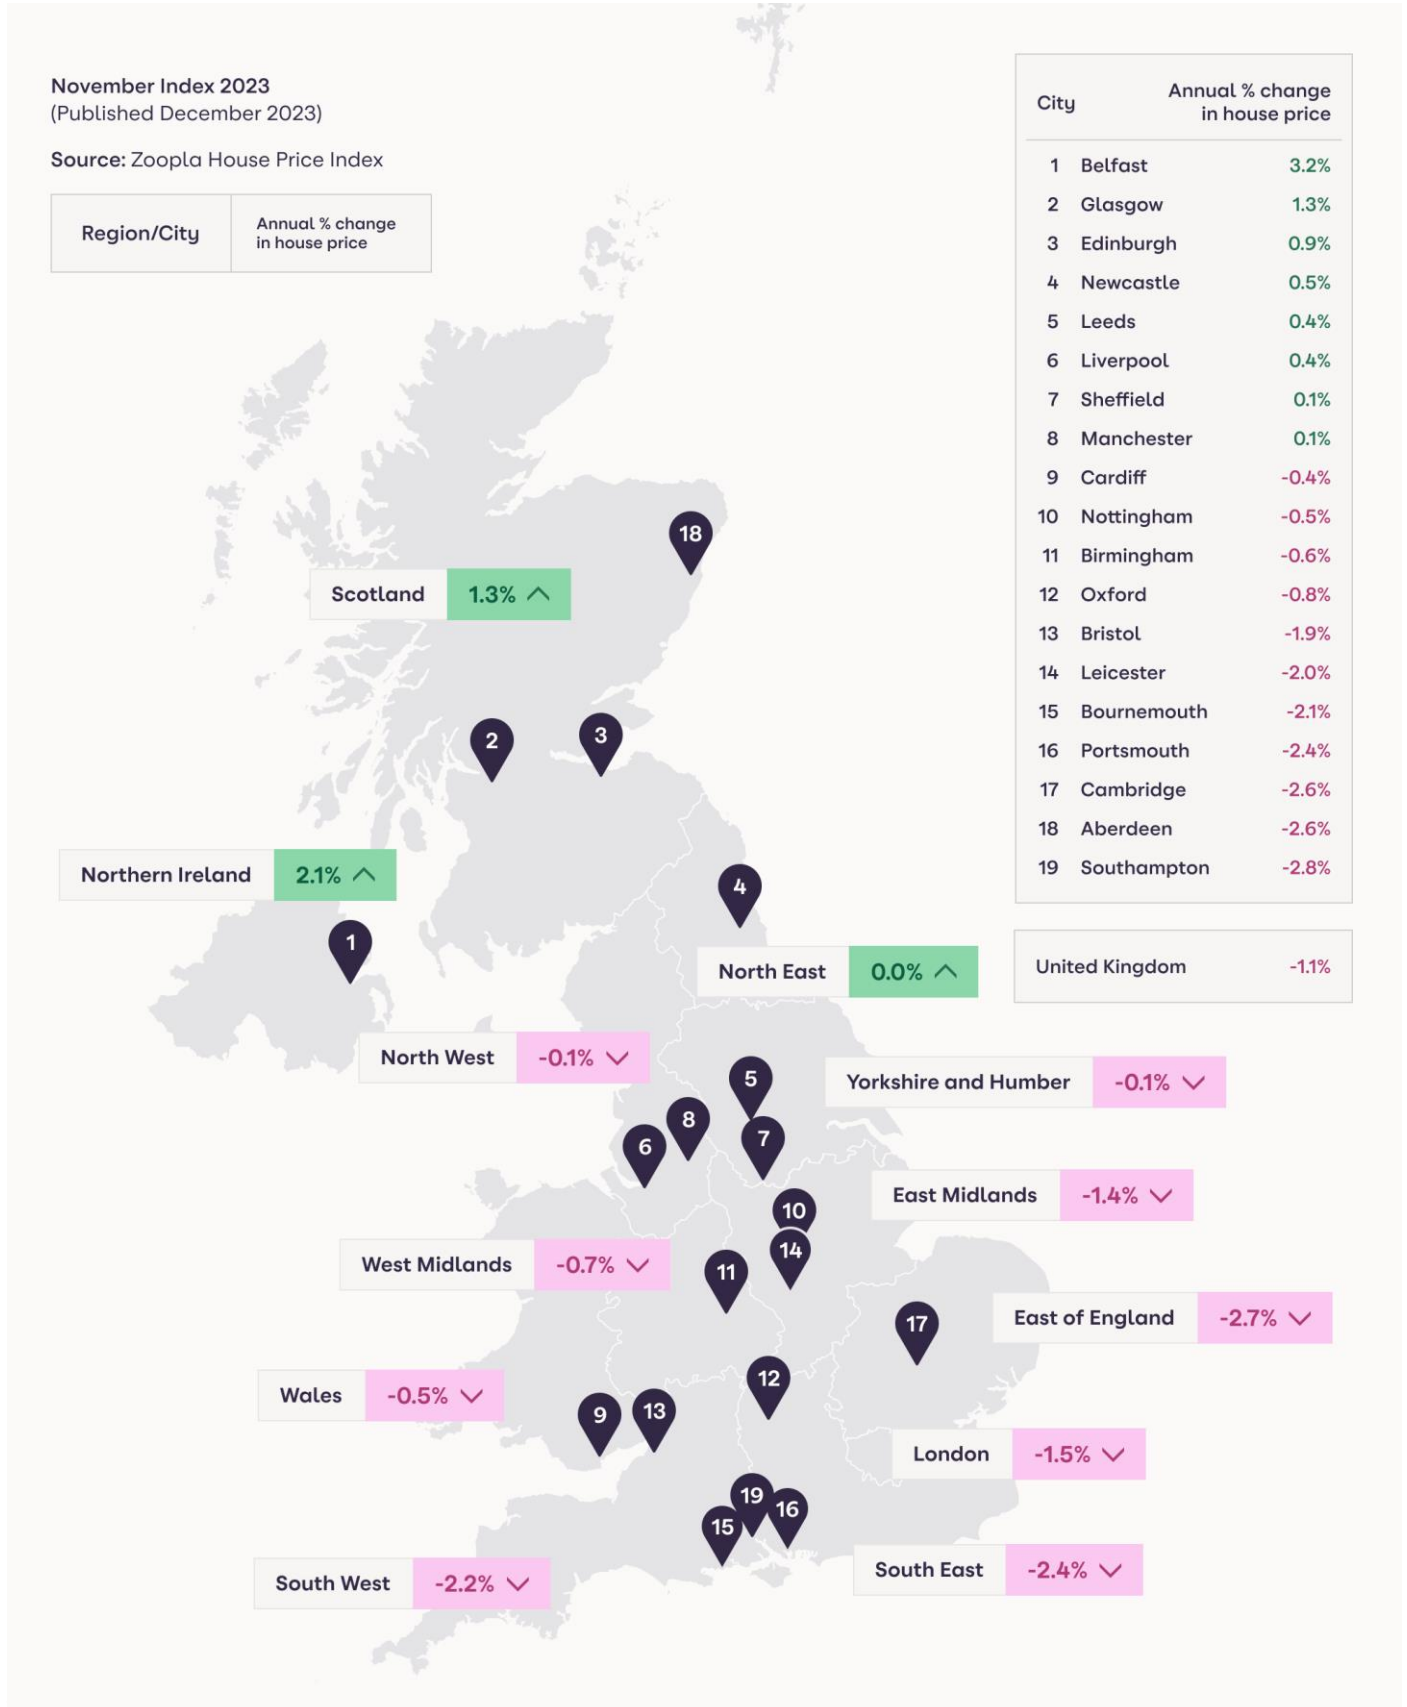 November Index 2023
(Published December 2023)
Source: Zoopla House Price Index
Region/City
Annual % change
in house price
City
Annual % change
in house price
1 Belfast 3.2%
2 Glasgow 1.3%
3 Edinburgh 0.9%
4 Newcastle 0.5%
5 Leeds 0.4%
6 Liverpool 0.4%
7 Sheffield 0.1%
8 Manchester 0.1%
9 Cardiff -0.4%
10 Nottingham -0.5%
11 Birmingham -0.6%
12 Oxford -0.8%
13 Bristol -1.9%
14 Leicester -2.0%
15 Bournemouth -2.1%
16 Portsmouth -2.4%
17 Cambridge -2.6%
18 Aberdeen -2.6%
19 Southampton -2.8%
United Kingdom -1.1%
18
Scotland 1.3%
2
3
Northern Ireland 2.1%
4
1
North East 0.0%
North West -0.1%
5
Yorkshire and Humber -0.1%
8
6
7
East Midlands -1.4%
10
14
West Midlands -0.7%
11
17
East of England -2.7%
12
Wales -0.5%
9
13
London -1.5%
19
16
15
South East -2.4%
South West -2.2%